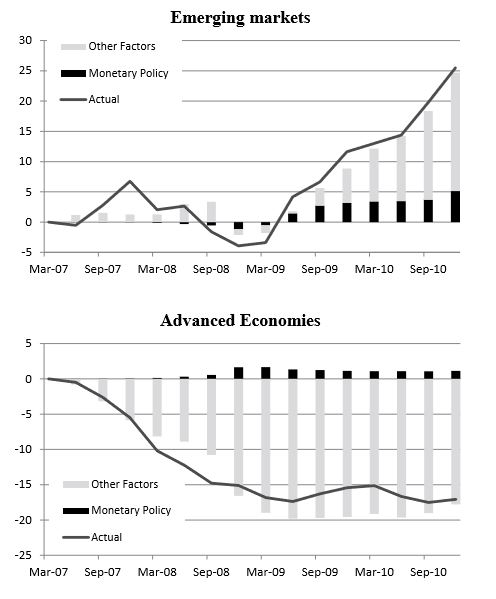 Emerging markets
30
Other Factors
25
Monetary Policy
20
Actual
15
10
5
0
-5
Mar-07 Sep-07 Mar-08 Sep-08 Mar-09 Sep-09 Mar-10 Sep-10
Advanced Economies
5
0
-5
-10
-15
Other Factors
Monetary Policy
-20
Actual
-25
Mar-07 Sep-07 Mar-08 Sep-08 Mar-09 Sep-09 Mar-10 Sep-10